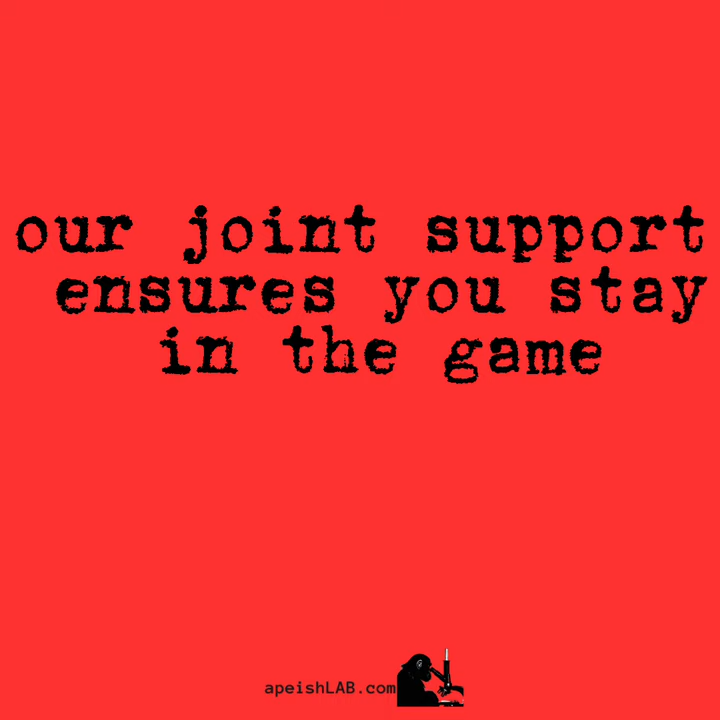 our joint support
ensures you stay
in the game
apeishLAB.com